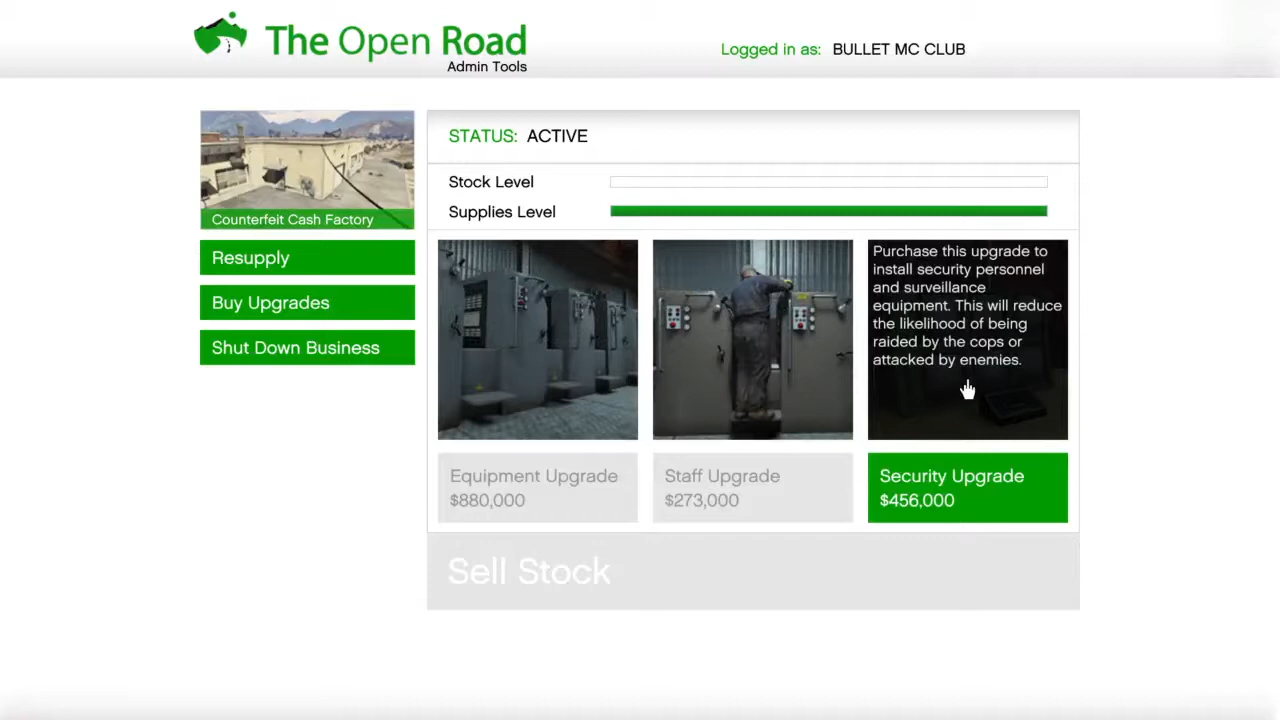 The Open Road
Admin Tools
Logged in as: BULLET MC CLUB
Counterfeit Cash Factory
Resupply
Buy Upgrades
Shut Down Business
STATUS: ACTIVE
Stock Level
Supplies Level
Purchase this upgrade to
install security personnel
and surveillance
equipment. This will reduce
the likelihood of being
raided by the cops or
attacked by enemies.
Equipment Upgrade
$880,000
Staff Upgrade
$273,000
Security Upgrade
$456,000
Sell Stock